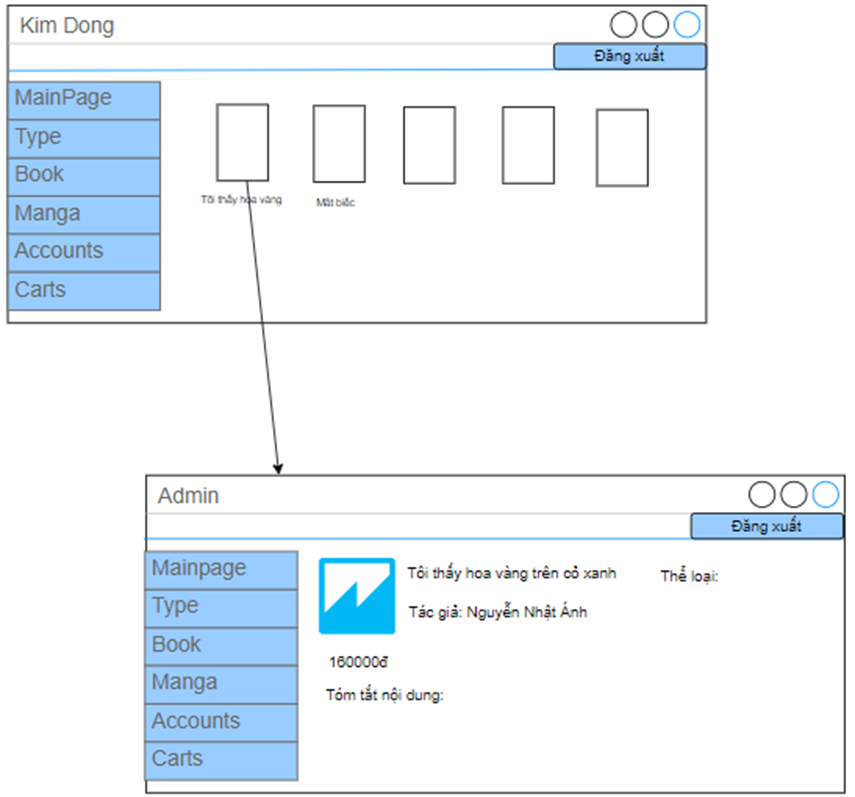 Kim Dong
Đăng xuất
MainPage
Type
Book
Manga
Accounts
Carts
Tôi thấy hoa vàng
Mắt biếc
Admin
Đăng xuất
Mainpage
Type
Book
Manga
Accounts
Carts
Tôi thấy hoa vàng trên cỏ xanh
Thể loại:
Tác giả: Nguyễn Nhật Ánh
160000đ
Tóm tắt nội dung: